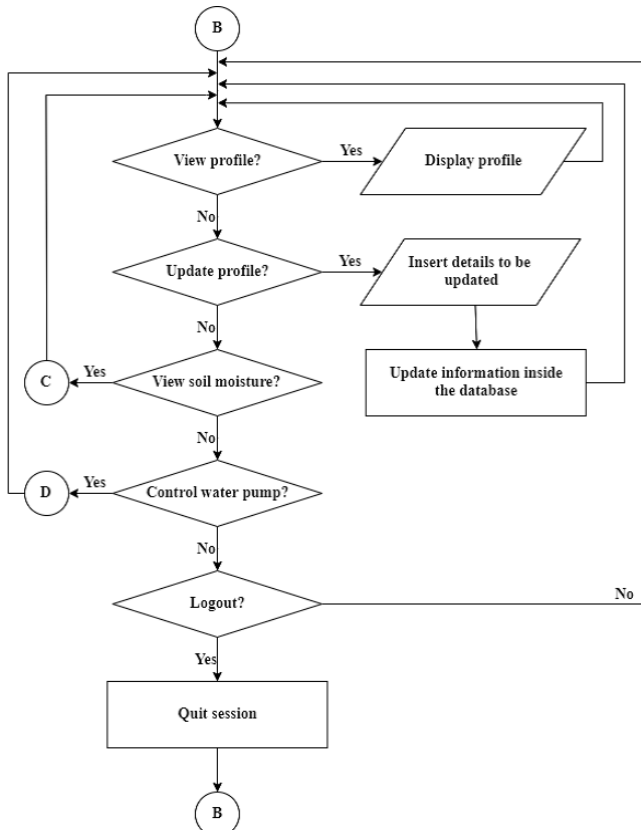 B
View profile?
Yes
Display profile
No
Update profile?
Yes
Insert details to be
updated
No
C
Yes
View soil moisture?
Update information inside
the database
No
D
Yes
Control water pump?
No
Logout?
No
Yes
Quit session
B